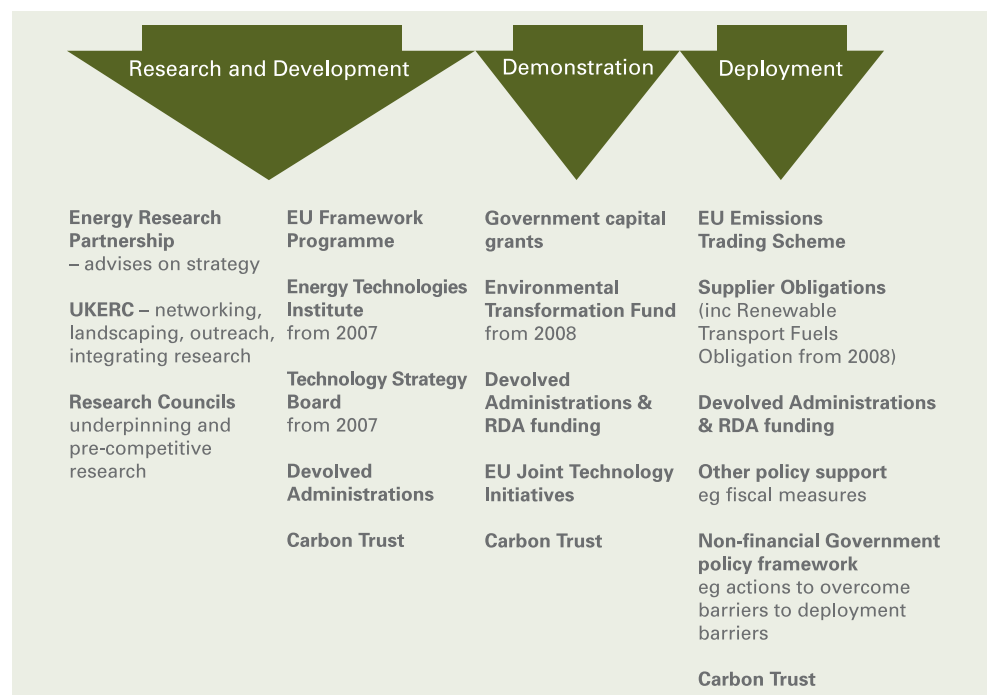 Research and Development
Demonstration
Deployment
Energy Research
Partnership
– advises on strategy
UKERC – networking,
landscaping, outreach,
integrating research
Research Councils
underpinning and
pre-competitive
research
EU Framework
Programme
Energy Technologies
Institute
from 2007
Technology Strategy
Board
from 2007
Devolved
Administrations
Carbon Trust
Government capital
grants
Environmental
Transformation Fund
from 2008
Devolved
Administrations &
RDA funding
EU Joint Technology
Initiatives
Carbon Trust
EU Emissions
Trading Scheme
Supplier Obligations
(inc Renewable
Transport Fuels
Obligation from 2008)
Devolved Administrations
& RDA funding
Other policy support
eg fiscal measures
Non-financial Government
policy framework
eg actions to overcome
barriers to deployment
barriers
Carbon Trust